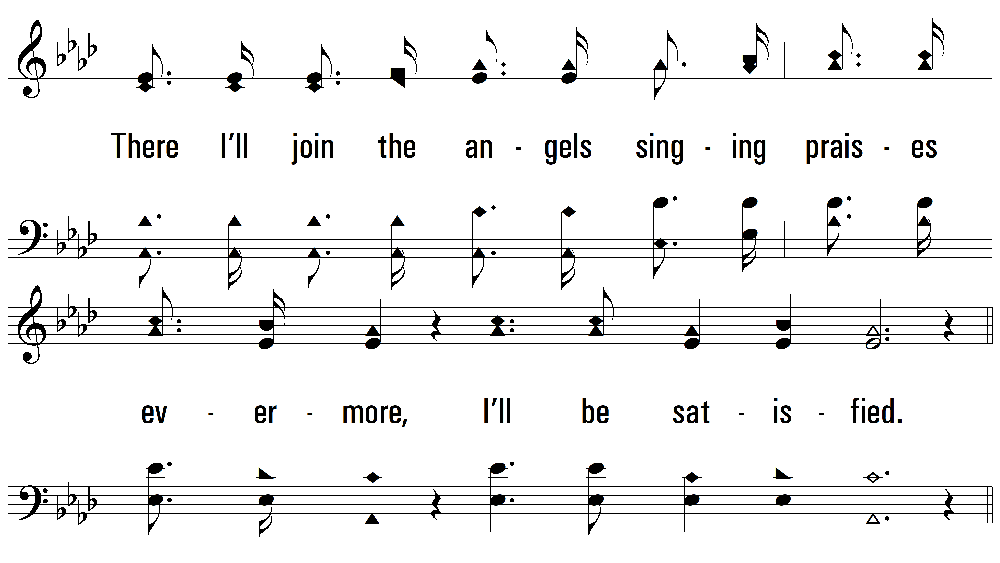 There I’ll join the an - gels sing - ing prais - es
ev - er - more, I’ll be sat - is - fied.